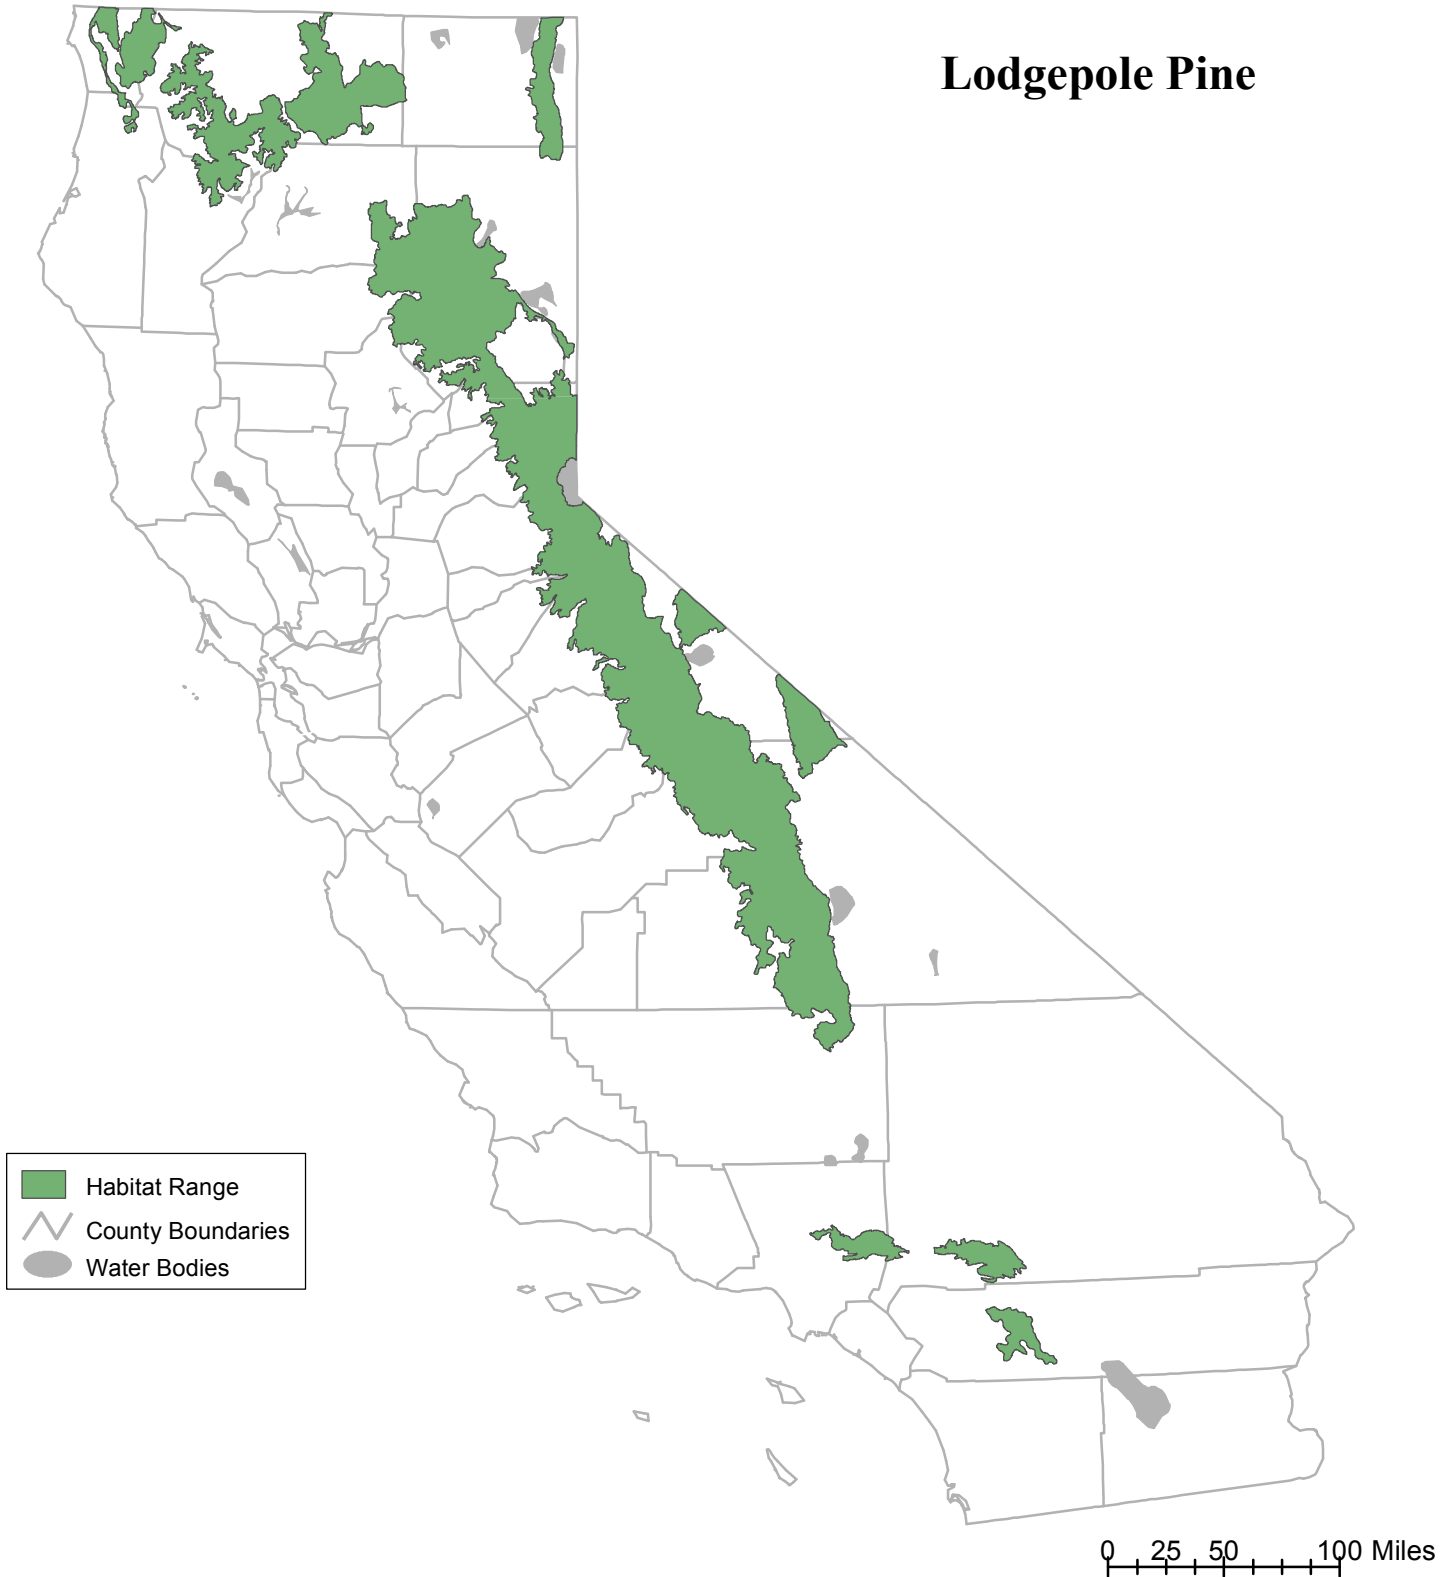 Lodgepole Pine
Habitat Range
County Boundaries
Water Bodies
0 25 50 100 Miles